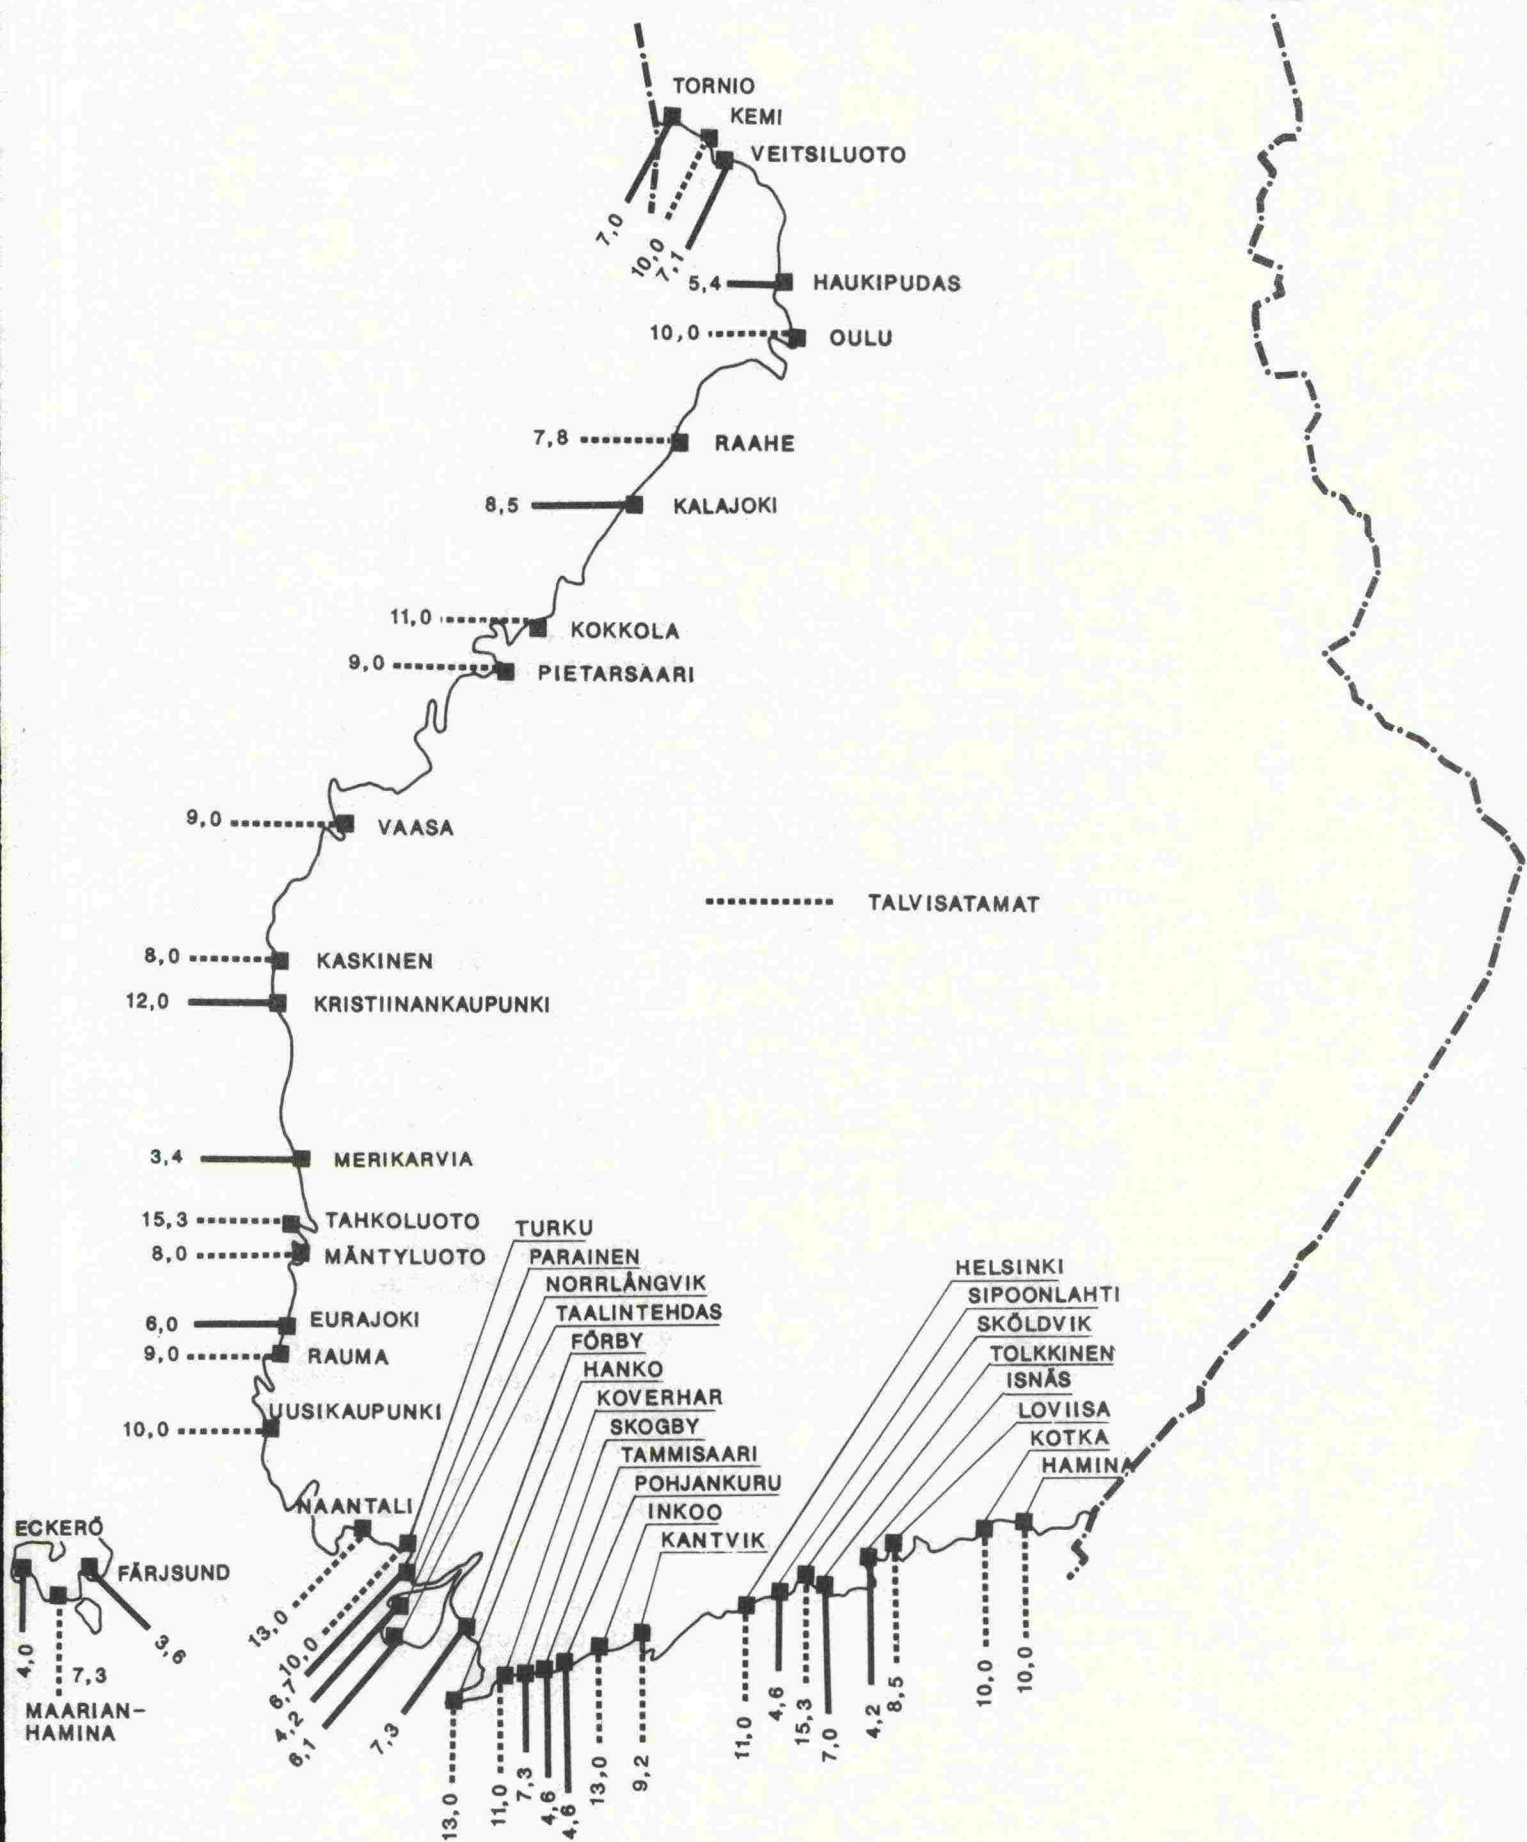 TORNIO
KEMI
VEITSILUOTO
7,0
10,0
7,1
5,4 HAUKIPUDAS
10,0 OULU
7,8 RAAHE
8,5 KALAJOKI
11,0 KOKKOLA
9,0 PIETARSAARI
9,0 VAASA
TALVISATAMAT
8,0 KASKINEN
12,0 KRISTIINANKAUPUNKI
3,4 MERIKARVIA
15,3 TAHKOLUOTO
8,0 MÄNTYLUOTO
6,0 EURAJOKI
9,0 RAUMA
10,0 UUSIKAUPUNKI
NAANTALI
TURKU
PARAINEN
NORRLÅNGVIK
TAALINTEHDAS
FÖRBY
HANKO
KOVERHAR
SKOGBY
TAMMISAARI
POHJANKURU
INKOO
KANTVIK
HELSINKI
SIPOONLAHTI
SKÖLDVIK
TOLKKINEN
ISNÄS
LOVIISA
KOTKA
HAMINA
ECKERÖ
FÄRJSUND
4,0
7,3
3,6
MAARIAN-
HAMINA
13,0
10,0
6,7
4,2
6,1
7,3
13,0
11,0
7,3
4,6
4,6
13,0
9,2
11,0
4,6
15,3
7,0
4,2
8,5
10,0
10,0